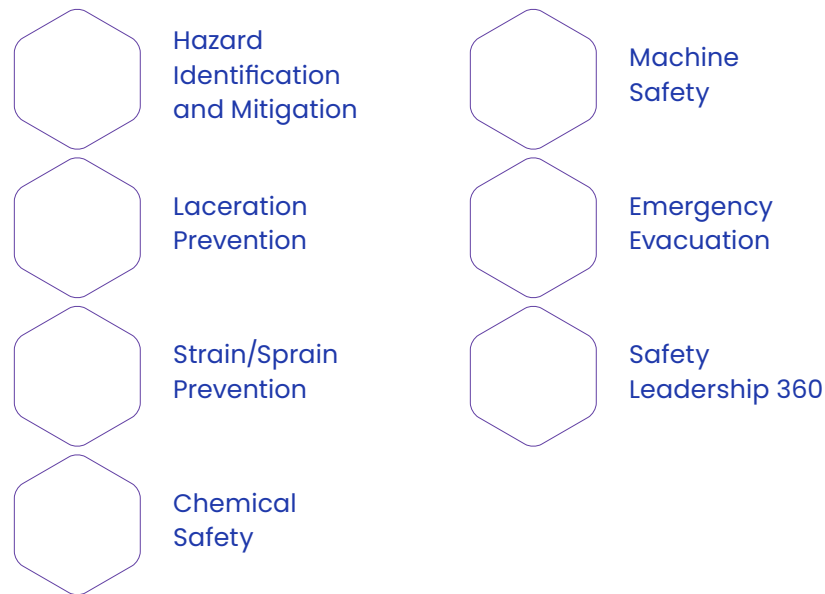 Hazard
Identification
and Mitigation
Laceration
Prevention
Strain/Sprain
Prevention
Chemical
Safety
Machine
Safety
Emergency
Evacuation
Safety
Leadership 360